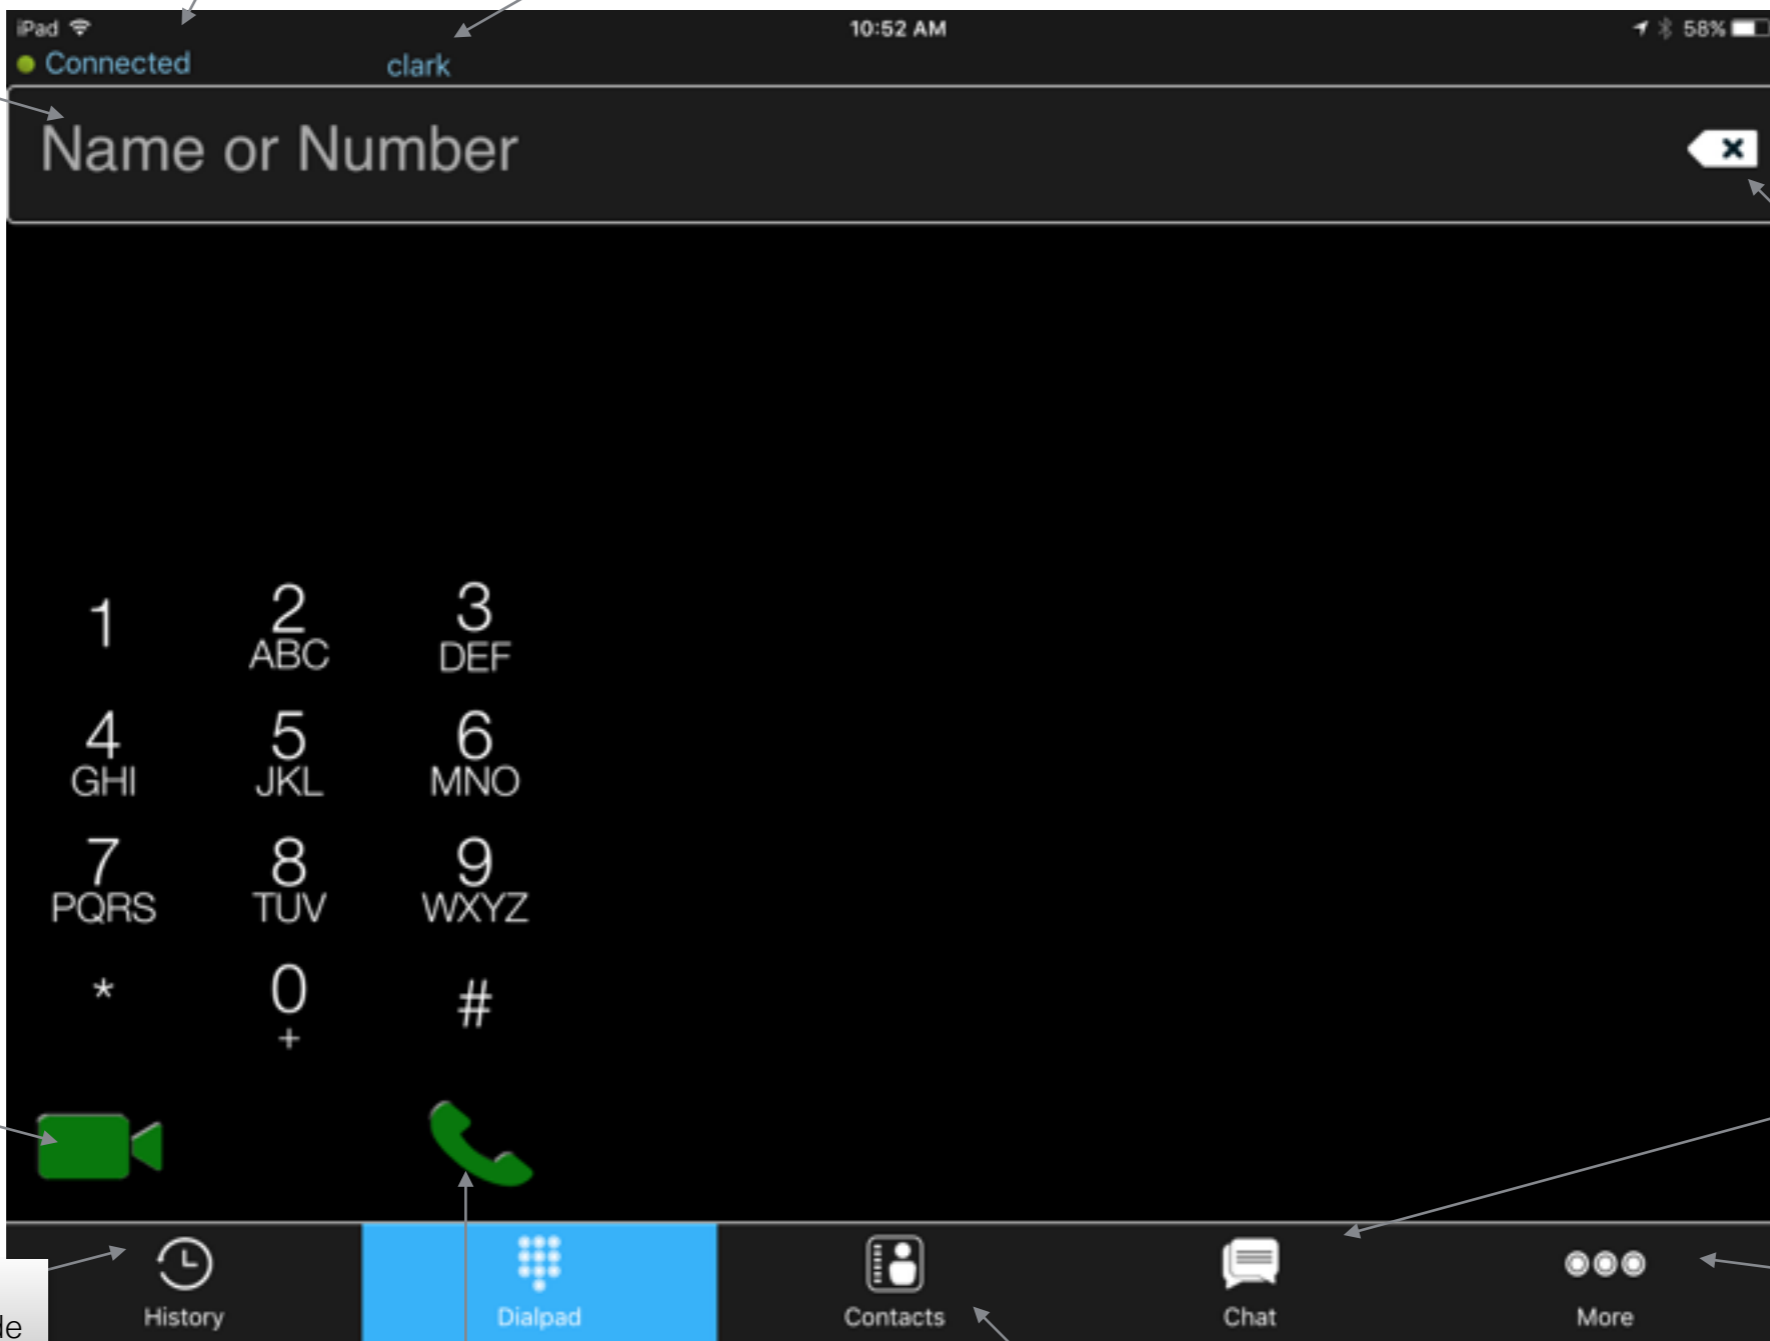 iPad 10:52 AM 58%
Connected clark
Name or Number
1 2 3
ABC DEF
4 5 6
GHI JKL MNO
7 8 9
PQRS TUV WXYZ
* 0 #
+
History Dialpad Contacts Chat More